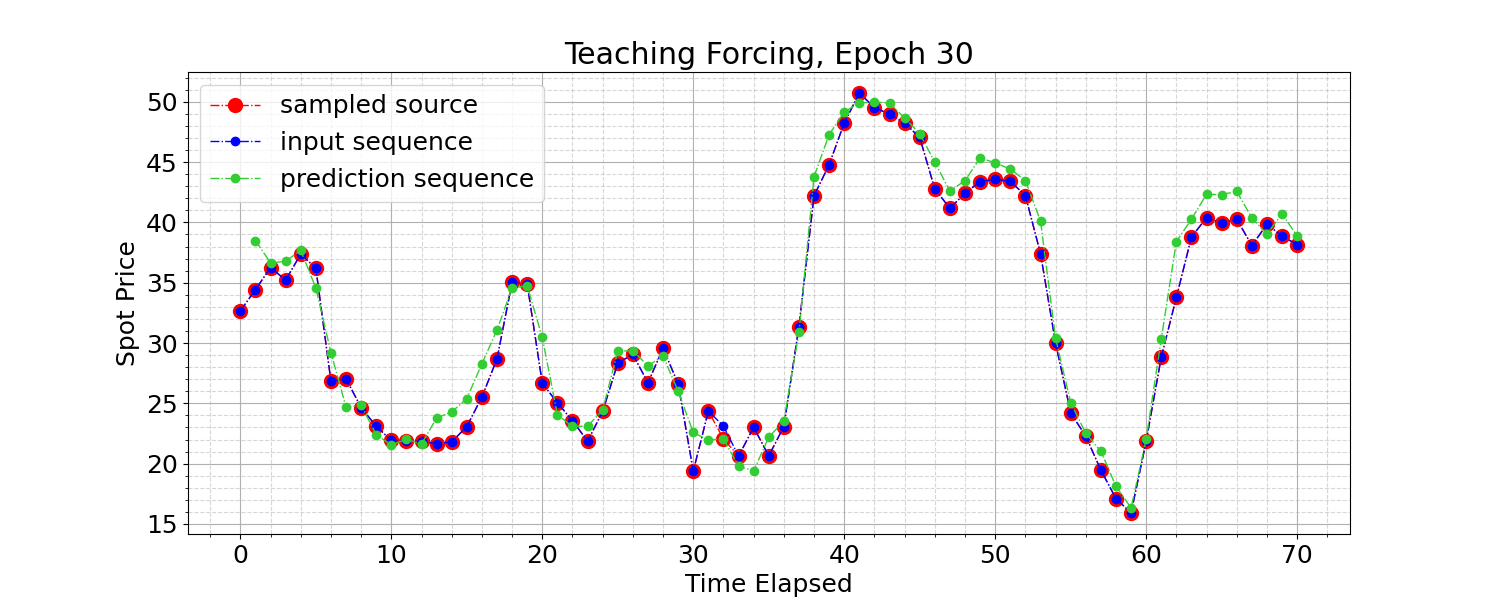 Teaching Forcing, Epoch 30
sampled source
input sequence
prediction sequence
Spot Price
50
45
40
35
30
25
20
15
0 10 20 30 40 50 60 70
Time Elapsed